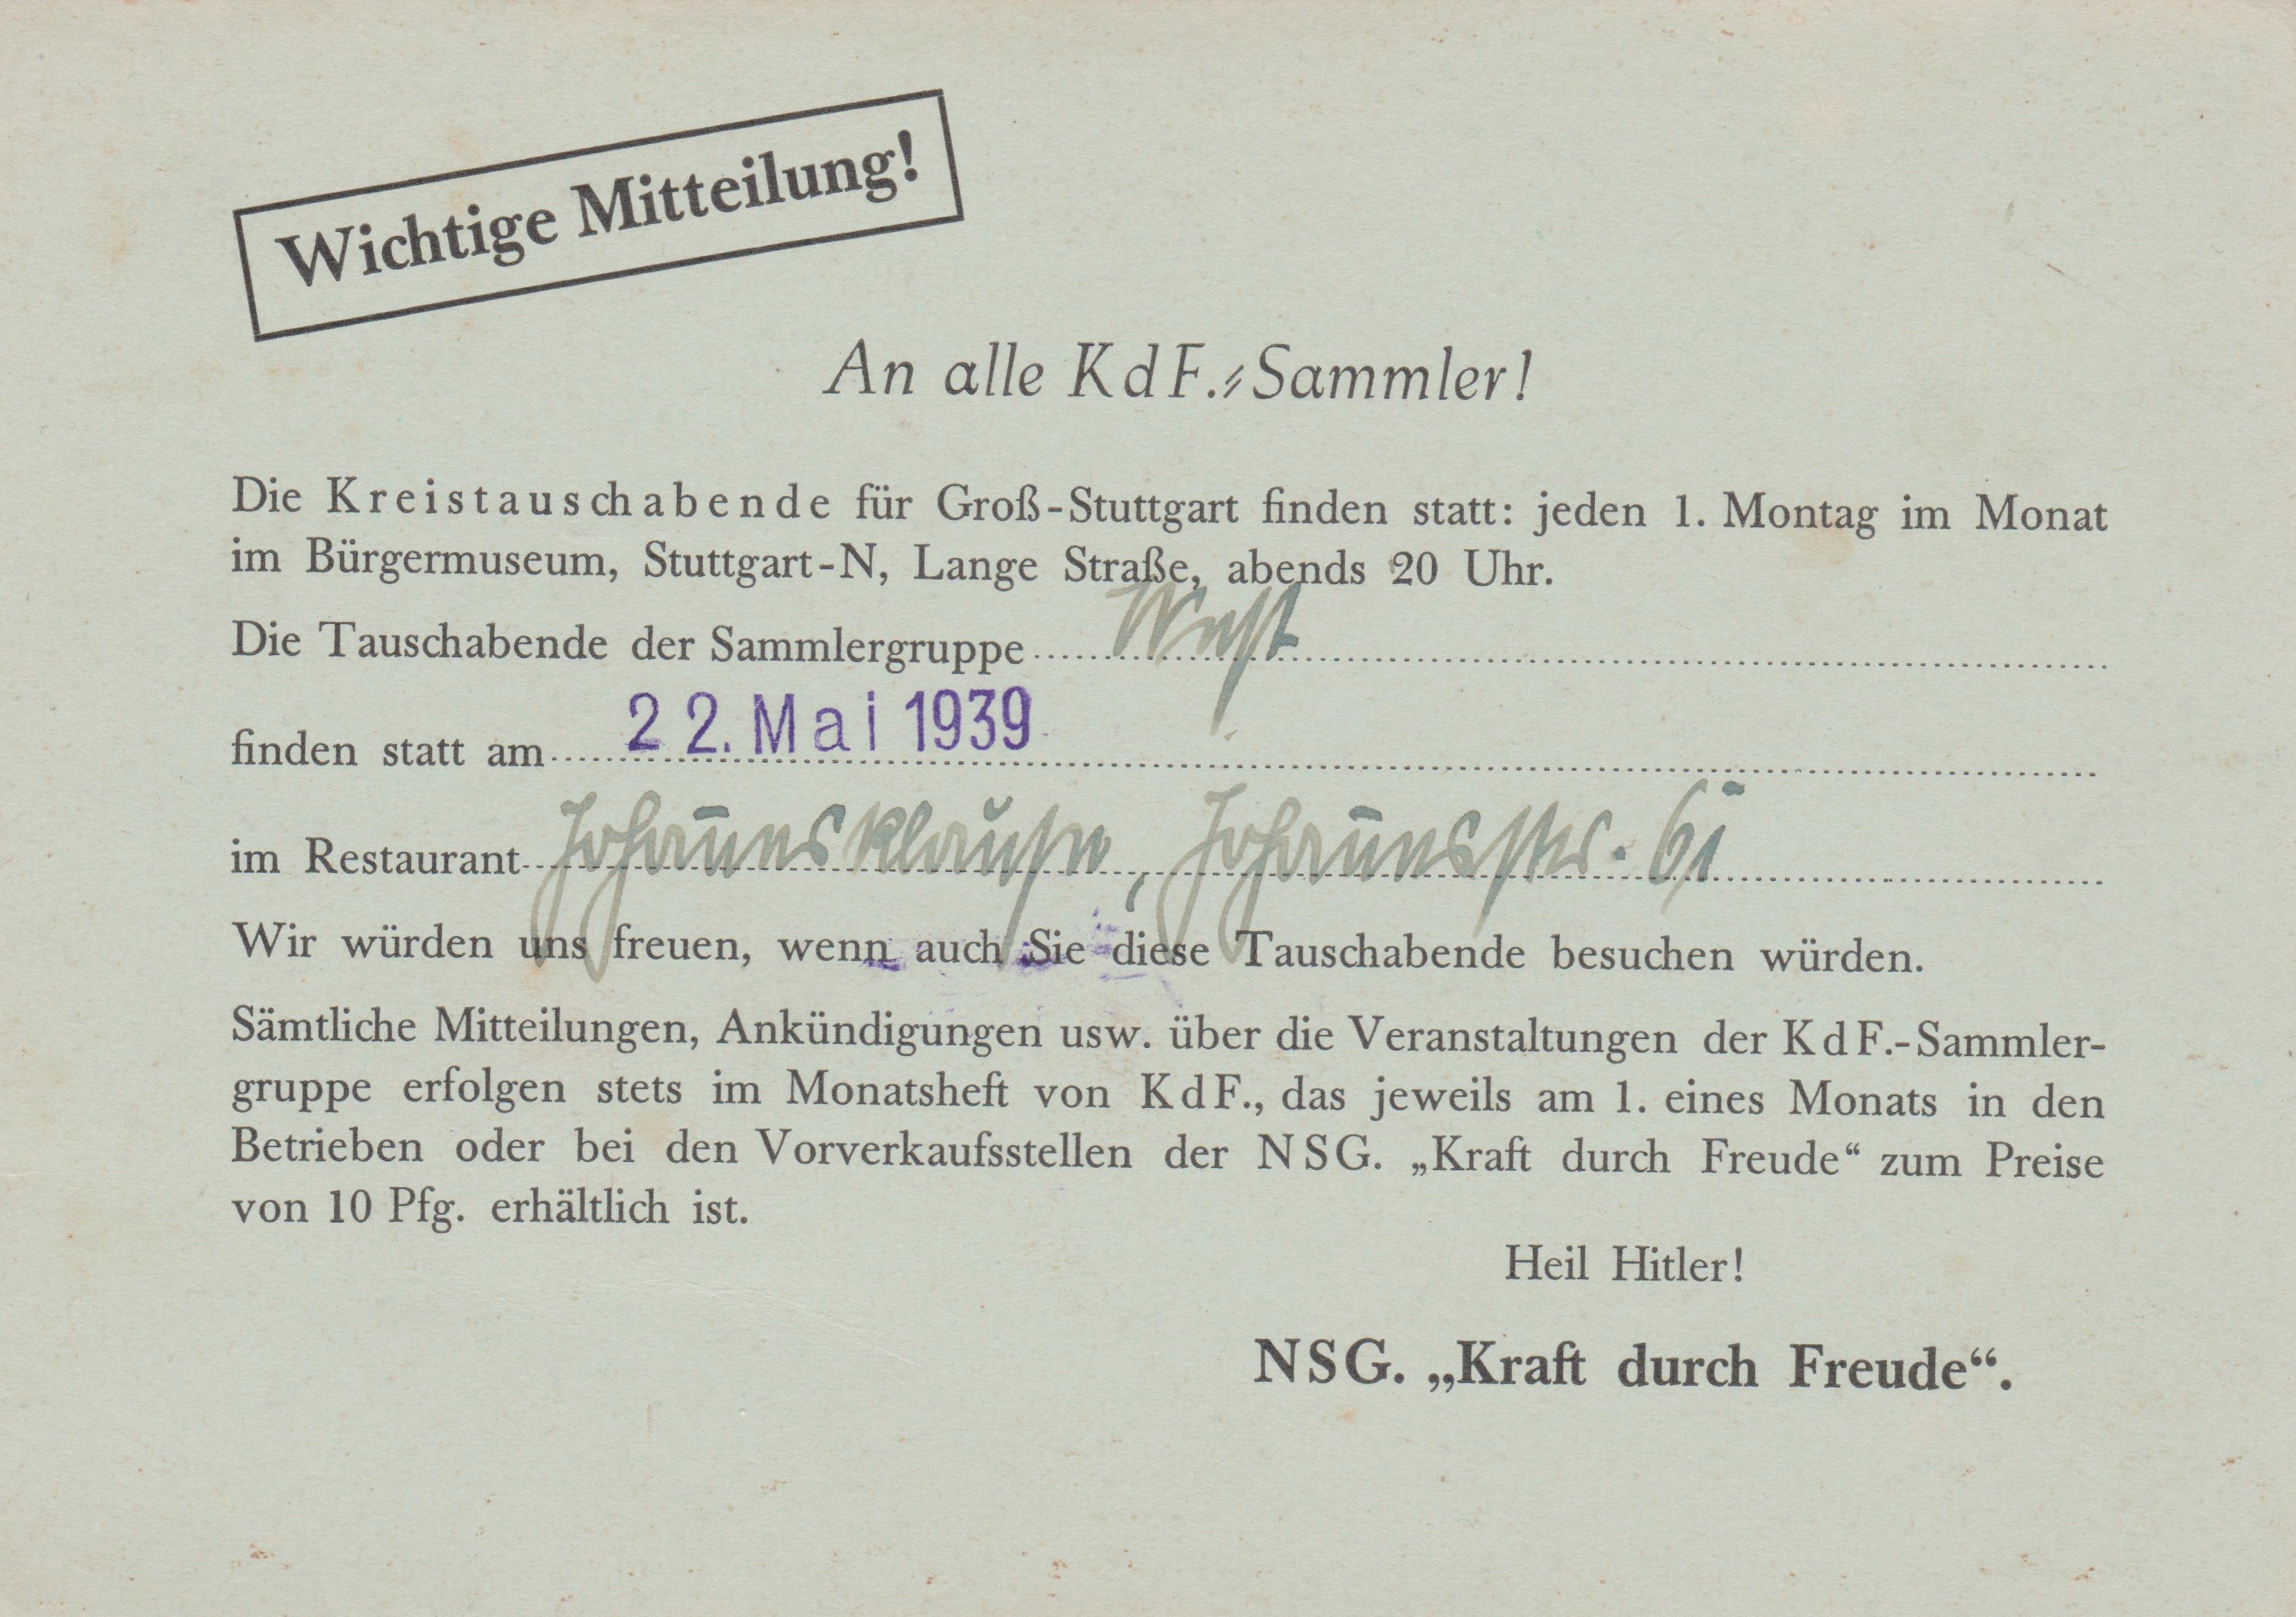 Wichtige Mitteilung!
An alle KdF.-Sammler!
Die Kreistauschabende für Groß-Stuttgart finden statt: jeden 1. Montag im Monat
im Bürgermuseum, Stuttgart-N, Lange Straße, abends 20 Uhr.
Die Tauschabende der Sammlergruppe West
finden statt am 22. Mai 1939
im Restaurant Johannesklause, Johannesstr.
Wir würden uns freuen, wenn auch Sie diese Tauschabende besuchen würden.
Sämtliche Mitteilungen, Ankündigungen usw. über die Veranstaltungen der KdF.-Sammler-
gruppe erfolgen stets im Monatsheft von KdF., das jeweils am 1. eines Monats in den
Betrieben oder bei den Vorverkaufsstellen der NSG. „Kraft durch Freude“ zum Preise
von 10 Pfg. erhältlich ist.
Heil Hitler!
NSG. „Kraft durch Freude“.